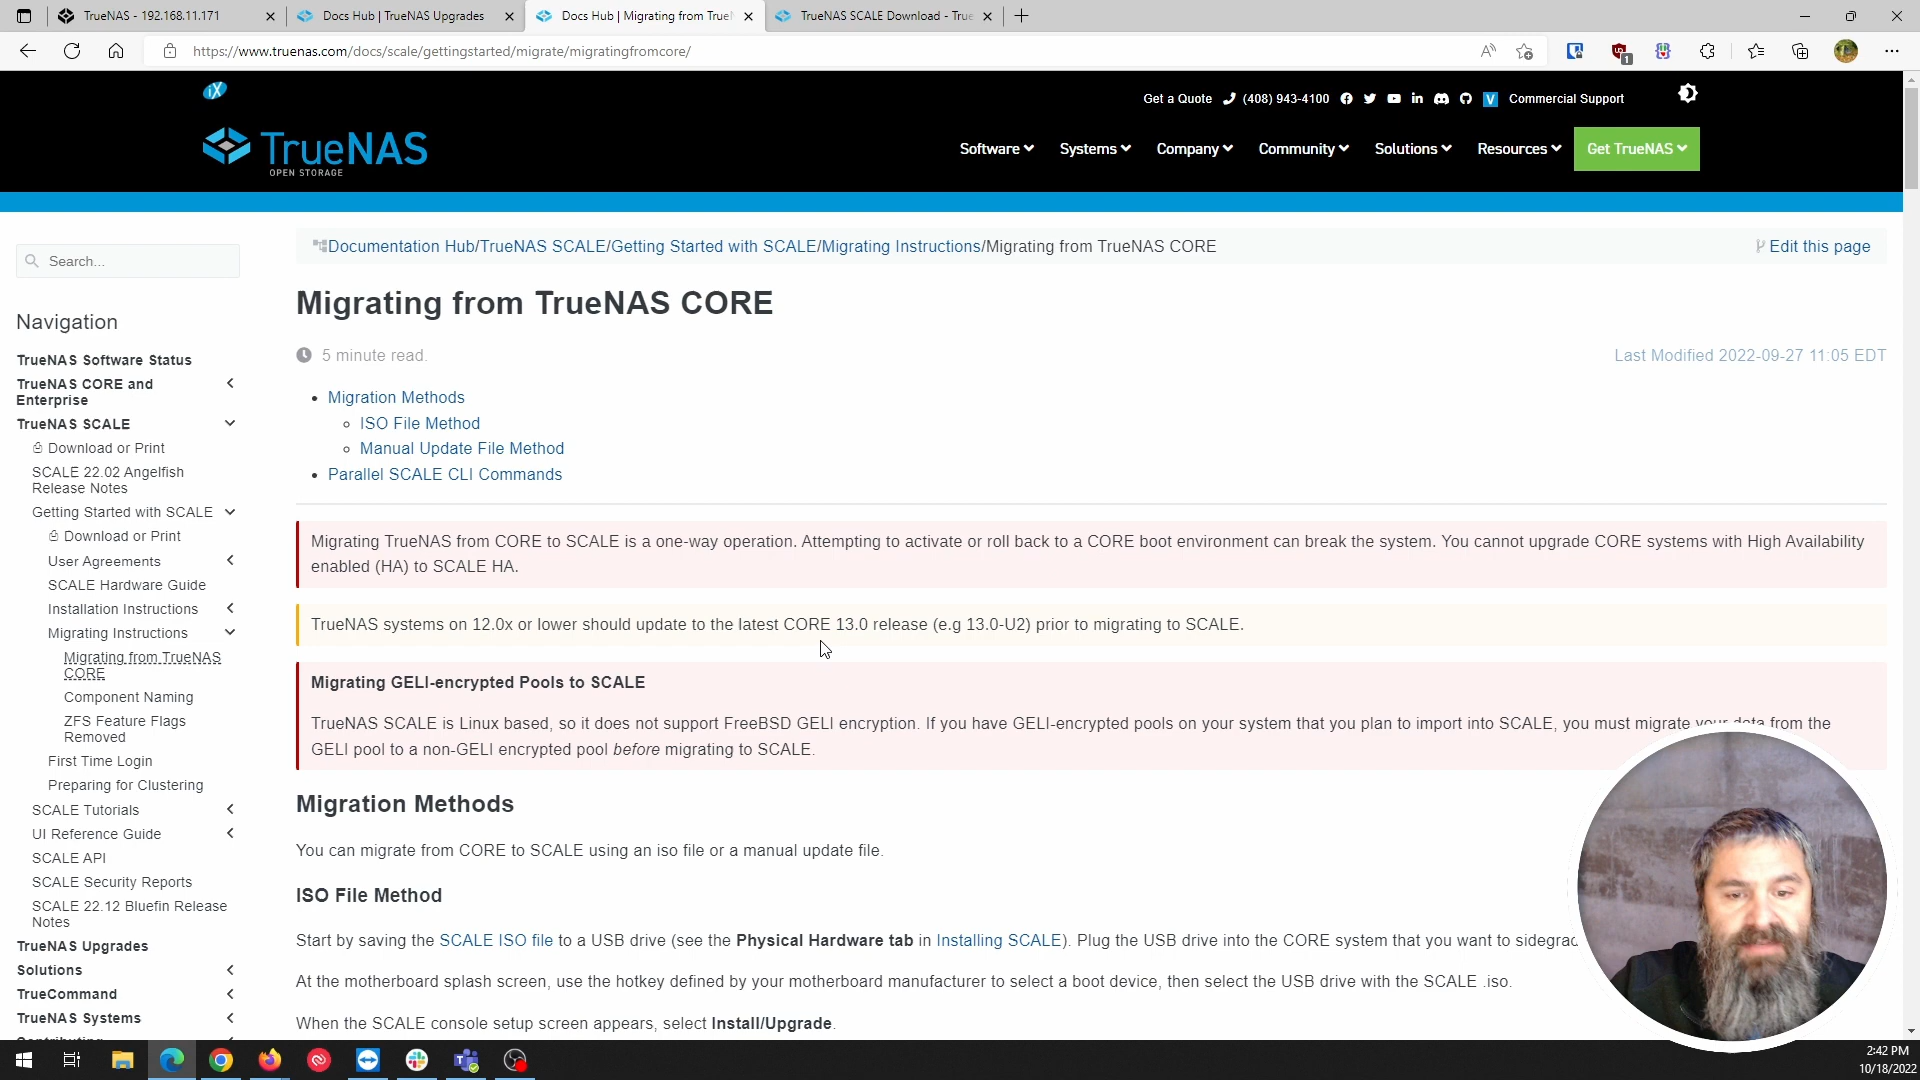 TrueNAS - 192.168.11.171
Docs Hub | TrueNAS Upgrades
Docs Hub | Migrating from TrueN
TrueNAS SCALE Download - True
https://www.truenas.com/docs/scale/gettingstarted/migrate/migratingfromcore/
1
iX
Get a Quote (408) 943-4100 V Commercial Support
TrueNAS
OPEN STORAGE
Software Systems Company Community Solutions Resources Get TrueNAS
Documentation Hub/TrueNAS SCALE/Getting Started with SCALE/Migrating Instructions/Migrating from TrueNAS CORE
Edit this page
Search...
Navigation
TrueNAS Software Status
TrueNAS CORE and
Enterprise
TrueNAS SCALE
Download or Print
SCALE 22.02 Angelfish
Release Notes
Getting Started with SCALE
Download or Print
User Agreements
SCALE Hardware Guide
Installation Instructions
Migrating Instructions
Migrating from TrueNAS
CORE
Component Naming
ZFS Feature Flags
Removed
First Time Login
Preparing for Clustering
SCALE Tutorials
UI Reference Guide
SCALE API
SCALE Security Reports
SCALE 22.12 Bluefin Release
Notes
TrueNAS Upgrades
Solutions
TrueCommand
TrueNAS Systems
Migrating from TrueNAS CORE
5 minute read.
Last Modified 2022-09-27 11:05 EDT
• Migration Methods
ISO File Method
Manual Update File Method
• Parallel SCALE CLI Commands
Migrating TrueNAS from CORE to SCALE is a one-way operation. Attempting to activate or roll back to a CORE boot environment can break the system. You cannot upgrade CORE systems with High Availability
enabled (HA) to SCALE HA.
TrueNAS systems on 12.0x or lower should update to the latest CORE 13.0 release (e.g 13.0-U2) prior to migrating to SCALE.
Migrating GELI-encrypted Pools to SCALE
TrueNAS SCALE is Linux based, so it does not support FreeBSD GELI encryption. If you have GELI-encrypted pools on your system that you plan to import into SCALE, you must migrate your data from the
GELI pool to a non-GELI encrypted pool before migrating to SCALE.
Migration Methods
You can migrate from CORE to SCALE using an iso file or a manual update file.
ISO File Method
Start by saving the SCALE ISO file to a USB drive (see the Physical Hardware tab in Installing SCALE). Plug the USB drive into the CORE system that you want to sidegrad
At the motherboard splash screen, use the hotkey defined by your motherboard manufacturer to select a boot device, then select the USB drive with the SCALE .iso.
When the SCALE console setup screen appears, select Install/Upgrade.
2:42 PM
10/18/2022